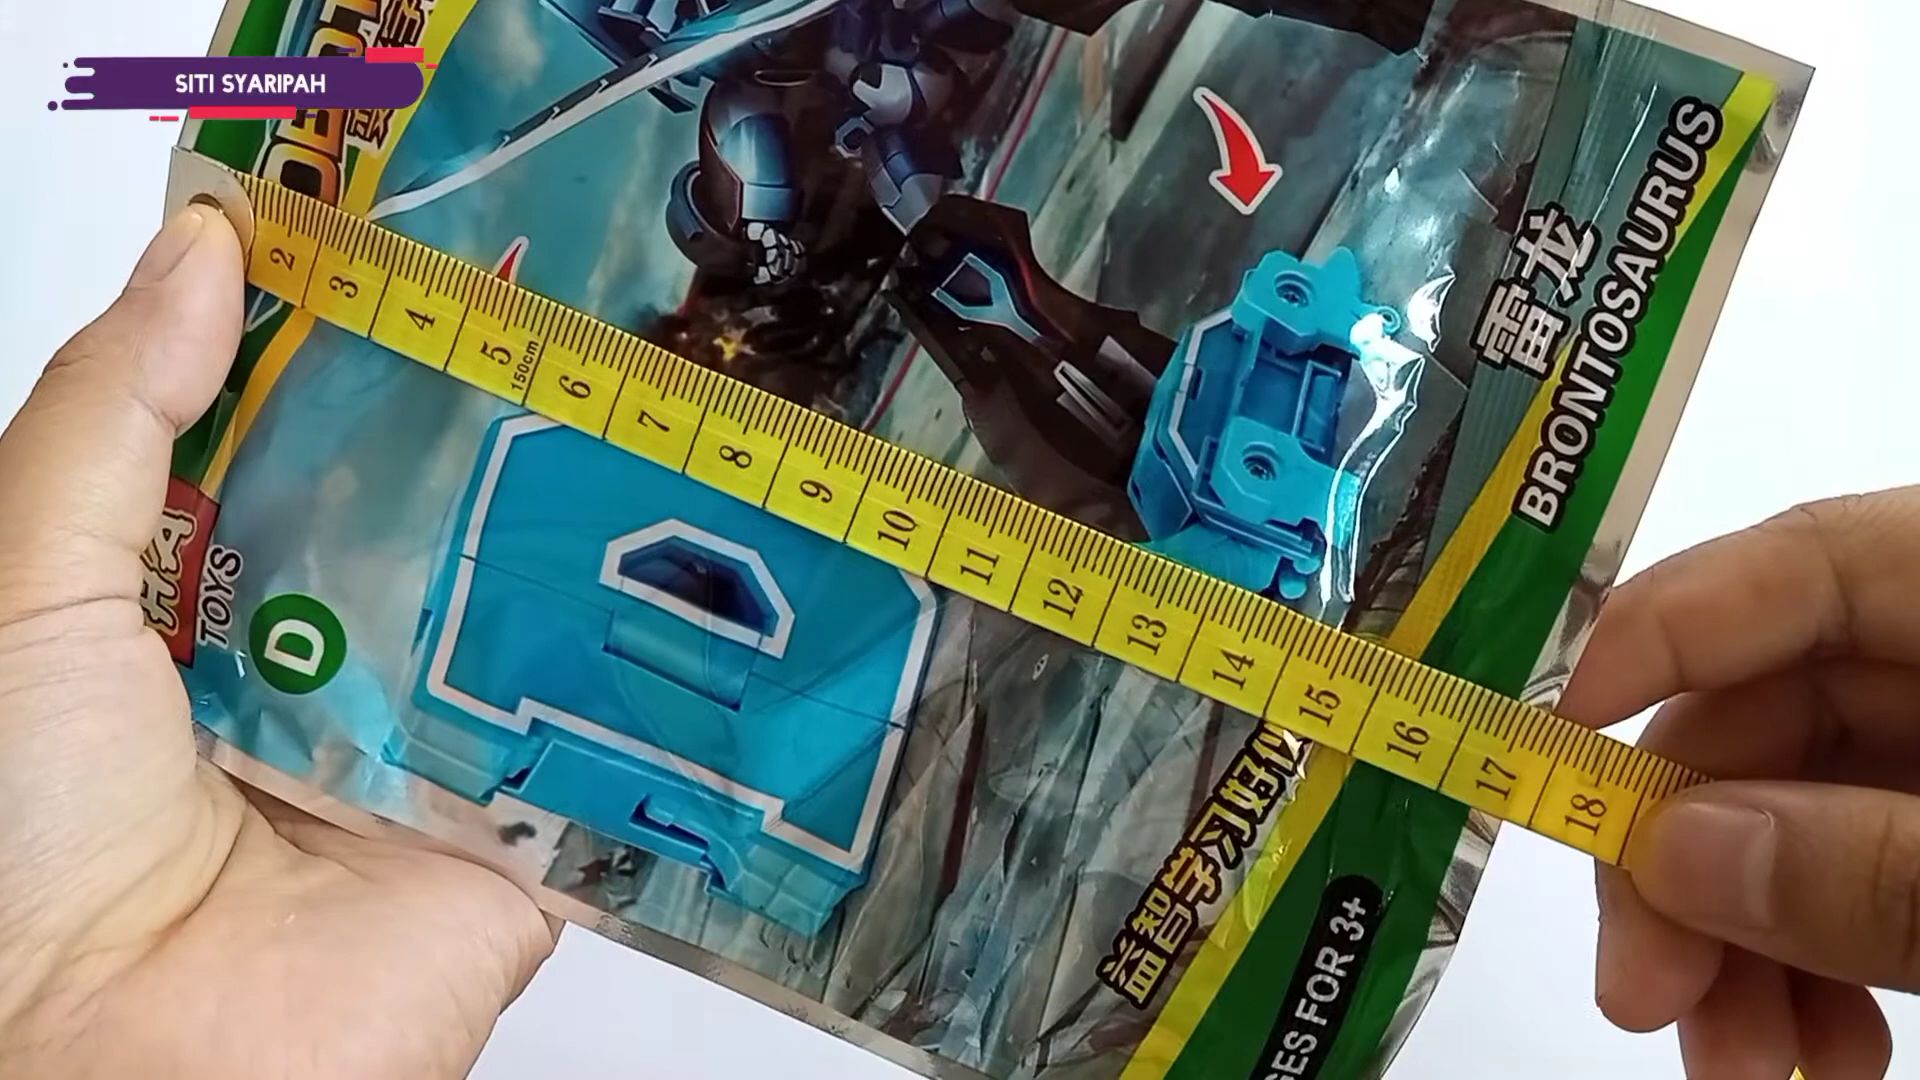 SITI SYARIPAH
雷龙
BRONTOSAURUS
2 3 4 5 6 7 8 9 10 11 12 13 14 15 16 17 18
150cm
TOYS
D
益智学习好伙
GES FOR 3+